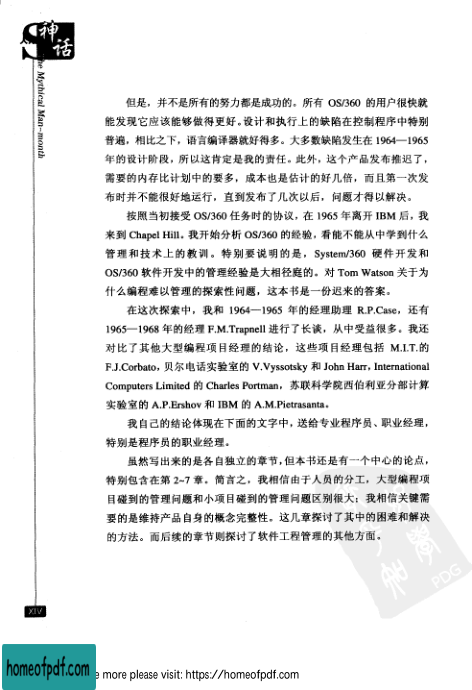 神
话
he Mythical Man-month
但是，并不是所有的努力都是成功的。所有 OS/360 的用户很快就
能发现它应该能够做得更好。设计和执行上的缺陷在控制程序中特别
普遍，相比之下，语言编译器就好得多。大多数缺陷发生在 1964—1965
年的设计阶段，所以这肯定是我的责任。此外，这个产品发布推迟了，
需要的内存比计划中的要多，成本也是估计的好几倍，而且第一次发
布时并不能很好地运行，直到发布了几次以后，问题才得以解决。
按照当初接受 OS/360 任务时的协议，在 1965 年离开 IBM 后，我
来到 Chapel Hill。我开始分析 OS/360 的经验，看能不能从中学到什么
管理和技术上的教训。特别要说明的是，System/360 硬件开发和
OS/360 软件开发中的管理经验是大相径庭的。对 Tom Watson 关于为
什么编程难以管理的探索性问题，这本书是一份迟来的答案。
在这次探索中，我和 1964—1965 年的经理助理 R.P.Case，还有
1965—1968 年的经理 F.M.Trapnell 进行了长谈，从中受益很多。我还
对比了其他大型编程项目经理的结论，这些项目经理包括 M.I.T.的
F.J.Corbato，贝尔电话实验室的 V.Vyssotsky 和 John Harr，International
Computers Limited 的 Charles Portman，苏联科学院西伯利亚分部计算
实验室的 A.P.Ershov 和 IBM 的 A.M.Pietrasanta。
我自己的结论体现在下面的文字中，送给专业程序员、职业经理，
特别是程序员的职业经理。
虽然写出来的是各自独立的章节，但本书还是有一个中心的论点，
特别包含在第 2~7 章。简言之，我相信由于人员的分工，大型编程项
目碰到的管理问题和小项目碰到的管理问题区别很大；我相信关键需
要的是维持产品自身的概念完整性。这几章探讨了其中的困难和解决
的方法。而后续的章节则探讨了软件工程管理的其他方面。
PDG
XIV
homeofpdf.com
e more please visit: https://homeofpdf.com